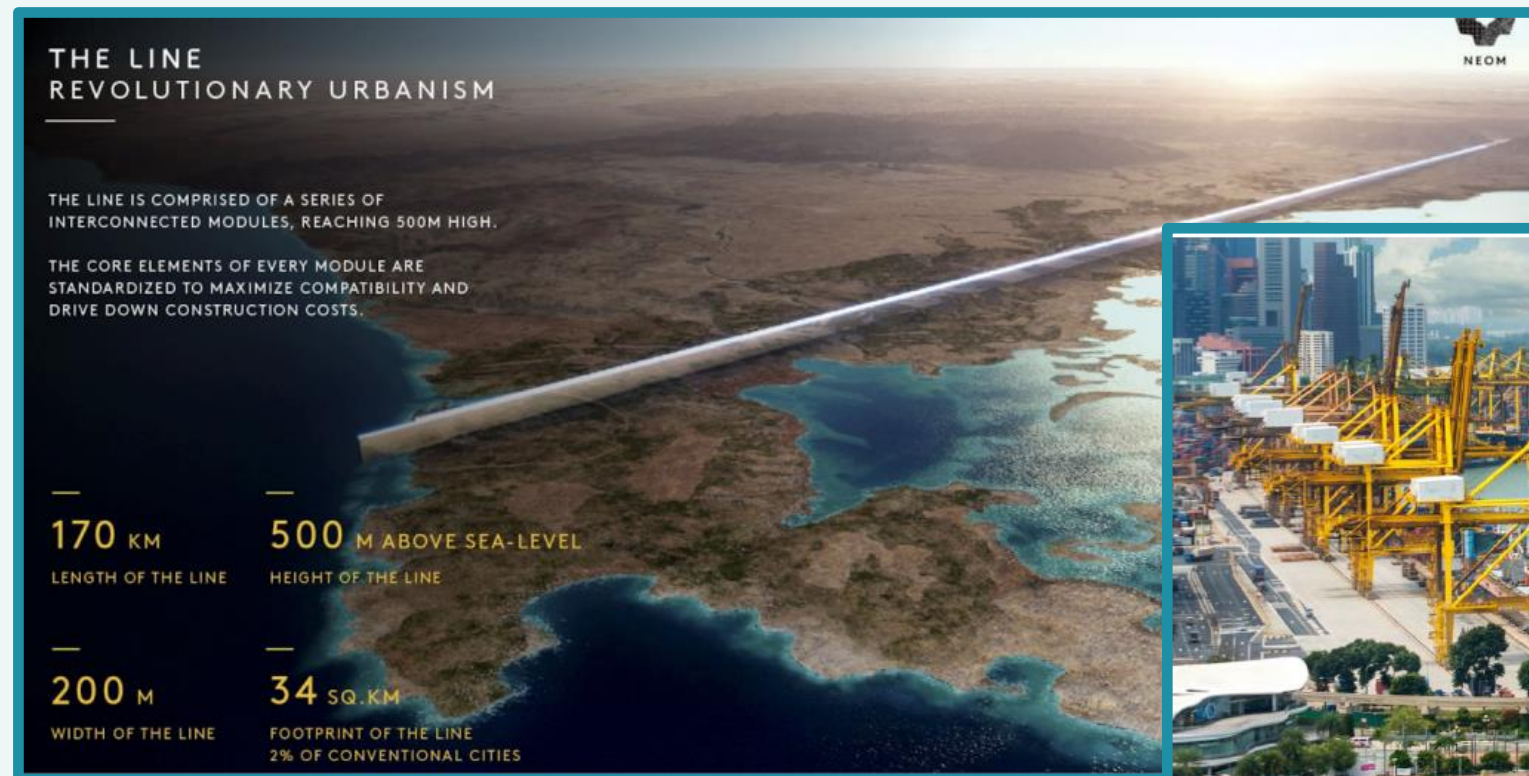 THE LINE
REVOLUTIONARY URBANISM
NEOM
THE LINE IS COMPRISED OF A SERIES OF
INTERCONNECTED MODULES, REACHING 500M HIGH.
THE CORE ELEMENTS OF EVERY MODULE ARE
STANDARDIZED TO MAXIMIZE COMPATIBILITY AND
DRIVE DOWN CONSTRUCTION COSTS.
170 KM
LENGTH OF THE LINE
500 M ABOVE SEA-LEVEL
HEIGHT OF THE LINE
200 M
WIDTH OF THE LINE
34 SQ.KM
FOOTPRINT OF THE LINE
2% OF CONVENTIONAL CITIES